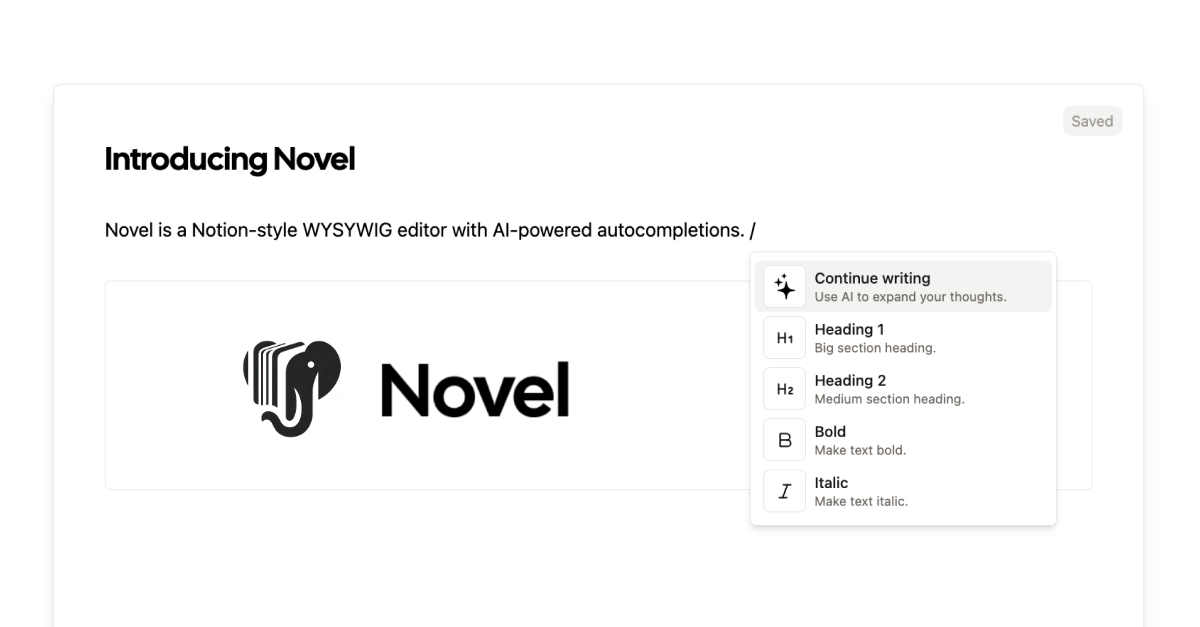 Saved
Introducing Novel
Novel is a Notion-style WYSYWIG editor with AI-powered autocompletions. /
Continue writing
Use AI to expand your thoughts.
H1
Heading 1
Big section heading.
H2
Heading 2
Medium section heading.
B
Bold
Make text bold.
I
Italic
Make text italic.
Novel